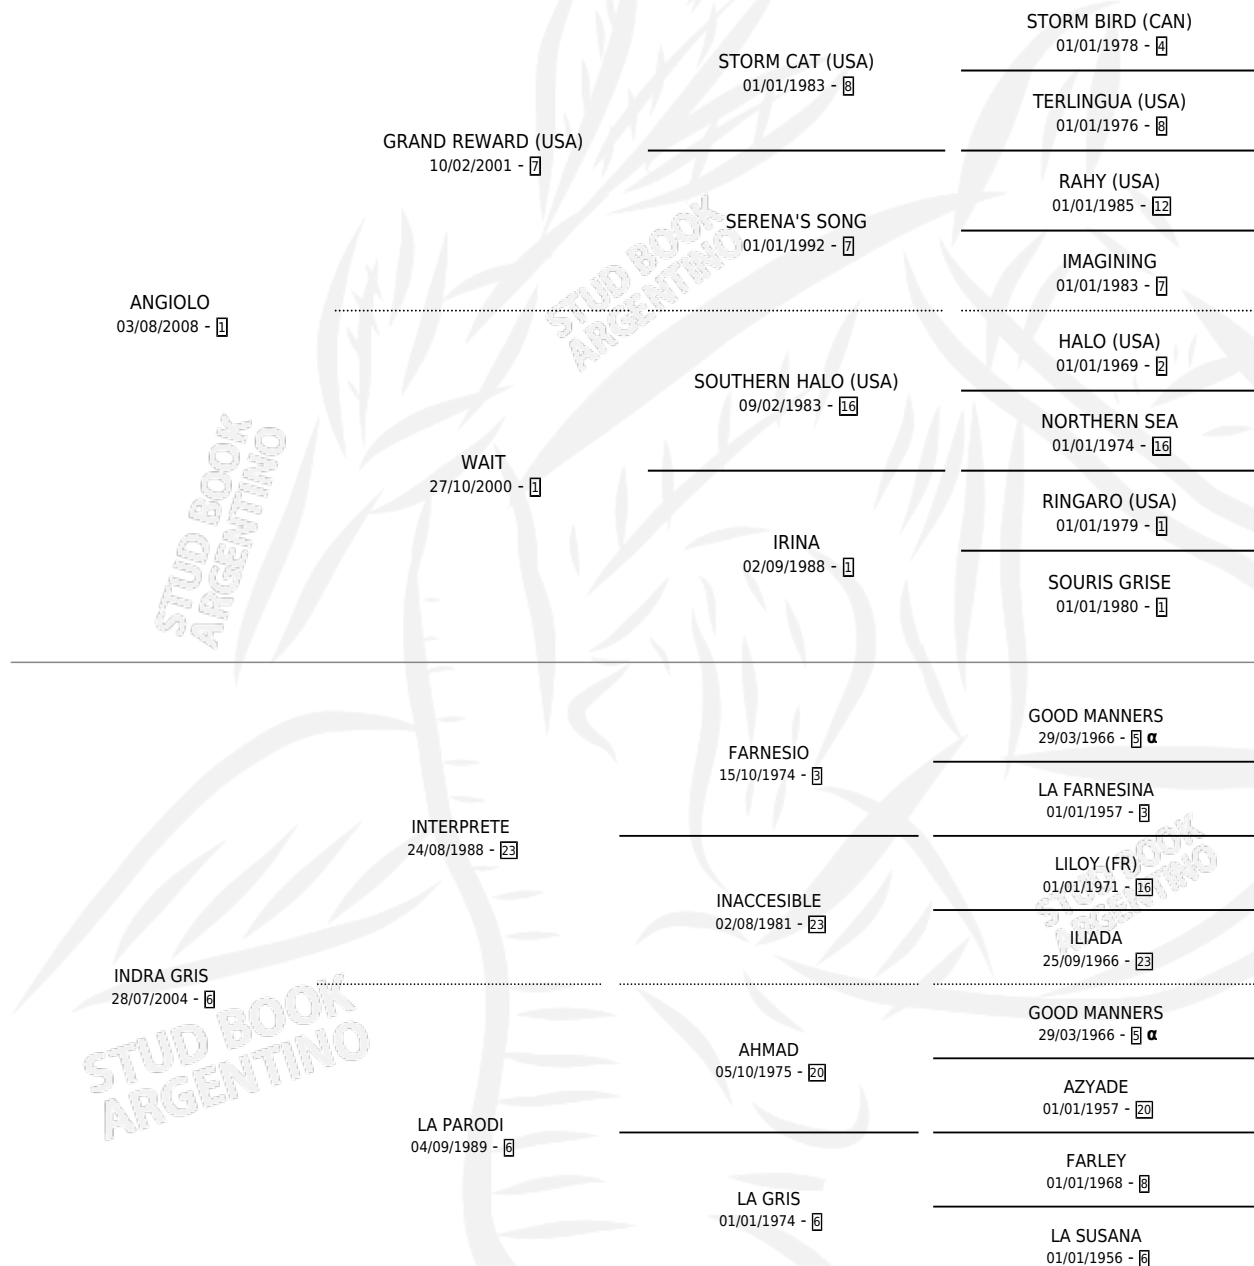 STORM BIRD (CAN)
01/01/1978 - 4
STORM CAT (USA)
01/01/1983 - 8
TERLINGUA (USA)
01/01/1976 - 8
GRAND REWARD (USA)
10/02/2001 - 7
RAHY (USA)
01/01/1985 - 12
SERENA'S SONG
01/01/1992 - 7
IMAGINING
01/01/1983 - 7
ANGIOLO
03/08/2008 - 1
HALO (USA)
01/01/1969 - 2
SOUTHERN HALO (USA)
09/02/1983 - 16
NORTHERN SEA
01/01/1974 - 16
WAIT
27/10/2000 - 1
RINGARO (USA)
01/01/1979 - 1
IRINA
02/09/1988 - 1
SOURIS GRISE
01/01/1980 - 1
GOOD MANNERS
29/03/1966 - 5 α
FARNESIO
15/10/1974 - 3
LA FARNESINA
01/01/1957 - 3
INTERPRETE
24/08/1988 - 23
LILOY (FR)
01/01/1971 - 16
INACCESIBLE
02/08/1981 - 23
ILIADA
25/09/1966 - 23
INDRA GRIS
28/07/2004 - 6
GOOD MANNERS
29/03/1966 - 5 α
AHMAD
05/10/1975 - 20
AZYADE
01/01/1957 - 20
LA PARODI
04/09/1989 - 6
FARLEY
01/01/1968 - 8
LA GRIS
01/01/1974 - 6
LA SUSANA
01/01/1956 - 6
STUD BOOK
ARGENTINO
STUD BOOK
ARGENTINO
STUD BOOK
ARGENTINO
STUD BOOK
ARGENTINO